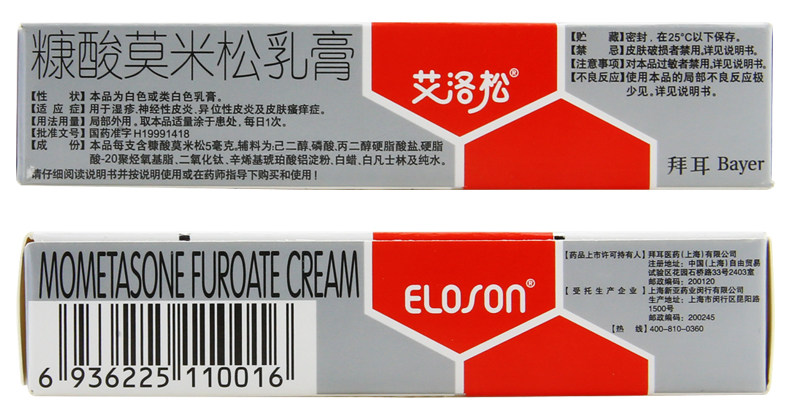 糠酸莫米松乳膏
【性 状】本品为白色或类白色乳膏。
【适 应 症】用于湿疹、神经性皮炎、异位性皮炎及皮肤瘙痒症。
【用法用量】局部外用。取本品适量涂于患处，每日1次。
【批准文号】国药准字H19991418
【成 份】本品每支含糠酸莫米松5毫克，辅料为：己二醇、磷酸、丙二醇硬脂酸盐、硬脂
酸-20聚烃氧基脂、二氧化钛、辛烯基琥珀酸铝淀粉、白蜡、白凡士林及纯水。
请仔细阅读说明书并按说明使用或在药师指导下购买和使用！
艾洛松®
【贮 藏】密封，在25°C以下保存。
【禁 忌】皮肤破损者禁用，详见说明书。
【注意事项】对本品过敏者禁用，详见说明书。
【不良反应】使用本品的局部不良反应极
少见，详见说明书。
拜耳 Bayer
MOMETASONE FUROATE CREAM
6 936225 110016
ELOSON®
【药品上市许可持有人】拜耳医药(上海)有限公司
注册地址：中国(上海)自由贸易
试验区花园石桥路33号2403室
邮政编码：200120
【受托生产企业】上海新亚药业闵行有限公司
生产地址：上海市闵行区昆阳路
1500号
邮政编码：200245
【热 线】400-810-0360